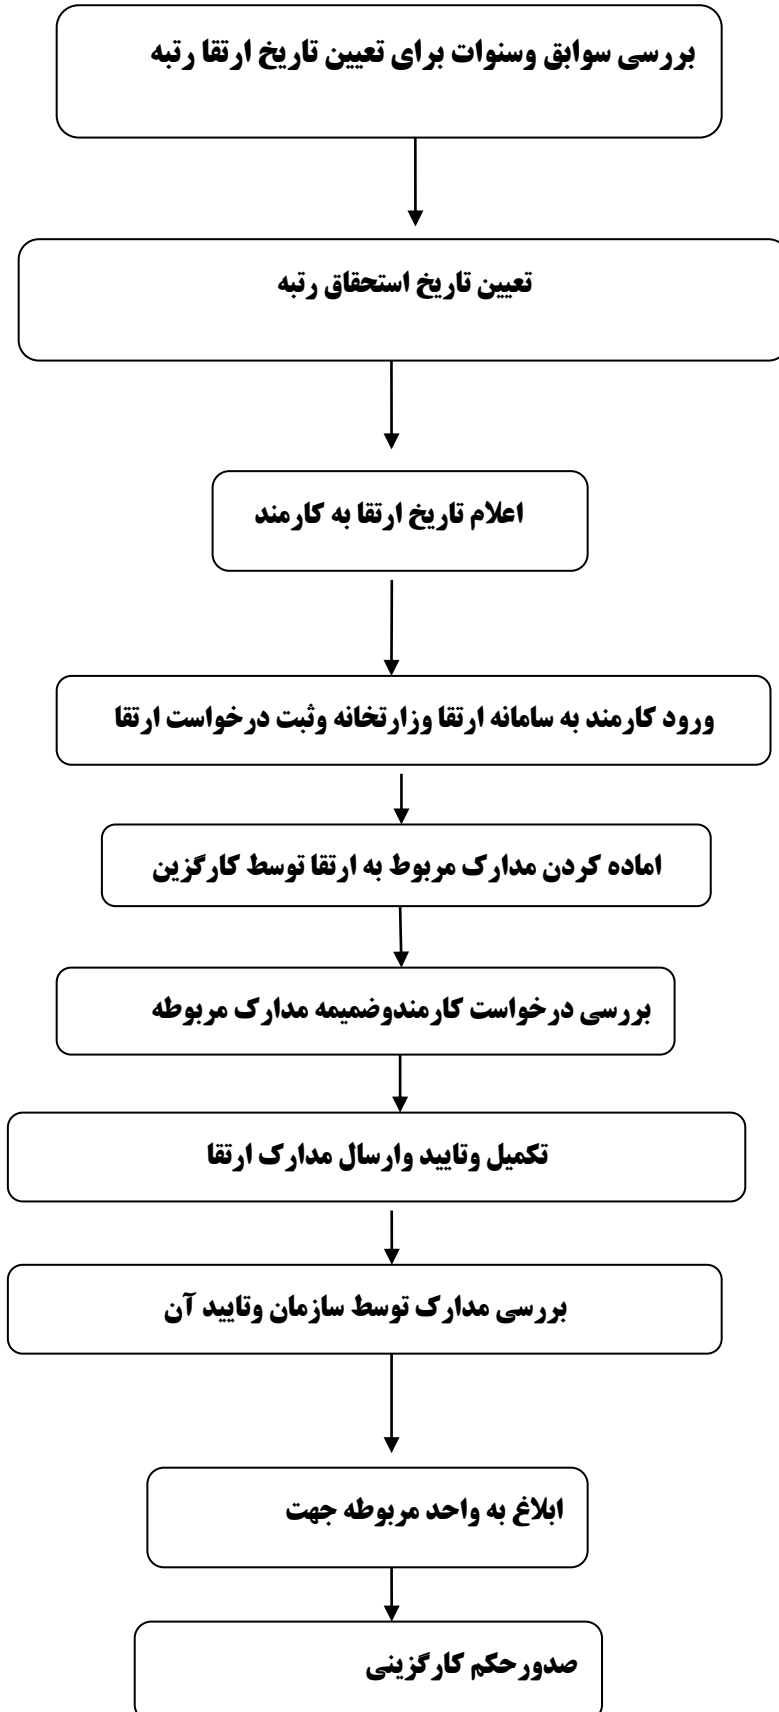 بررسی سوابق وسنوات برای تعیین تاریخ ارتقا رتبه
تعیین تاریخ استحقاق رتبه
اعلام تاریخ ارتقا به کارمند
ورود کارمند به سامانه ارتقا وزارتخانه وثبت درخواست ارتقا
اماده کردن مدارک مربوط به ارتقا توسط کارگزین
بررسی درخواست کارمندوضمیمه مدارک مربوطه
تکمیل وتایید وارسال مدارک ارتقا
بررسی مدارک توسط سازمان وتایید آن
ابلاغ به واحد مربوطه جهت
صدورحکم کارگزینی